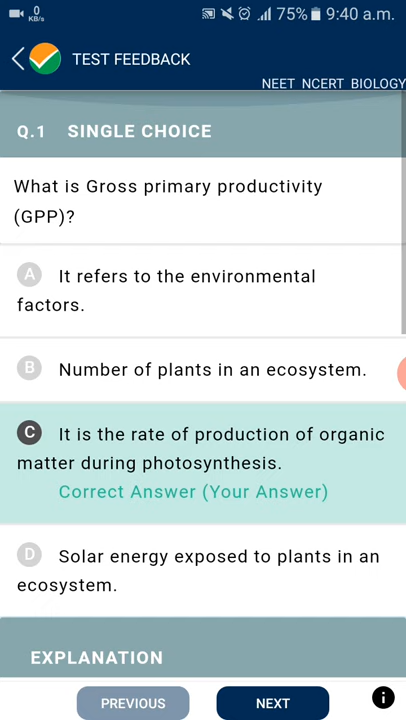 0
KB/s
75%
9:40 a.m.
TEST FEEDBACK
NEET NCERT BIOLOGY
Q.1 SINGLE CHOICE
What is Gross primary productivity
(GPP)?
A It refers to the environmental
factors.
B Number of plants in an ecosystem.
C It is the rate of production of organic
matter during photosynthesis.
Correct Answer (Your Answer)
D Solar energy exposed to plants in an
ecosystem.
EXPLANATION
PREVIOUS
NEXT
i